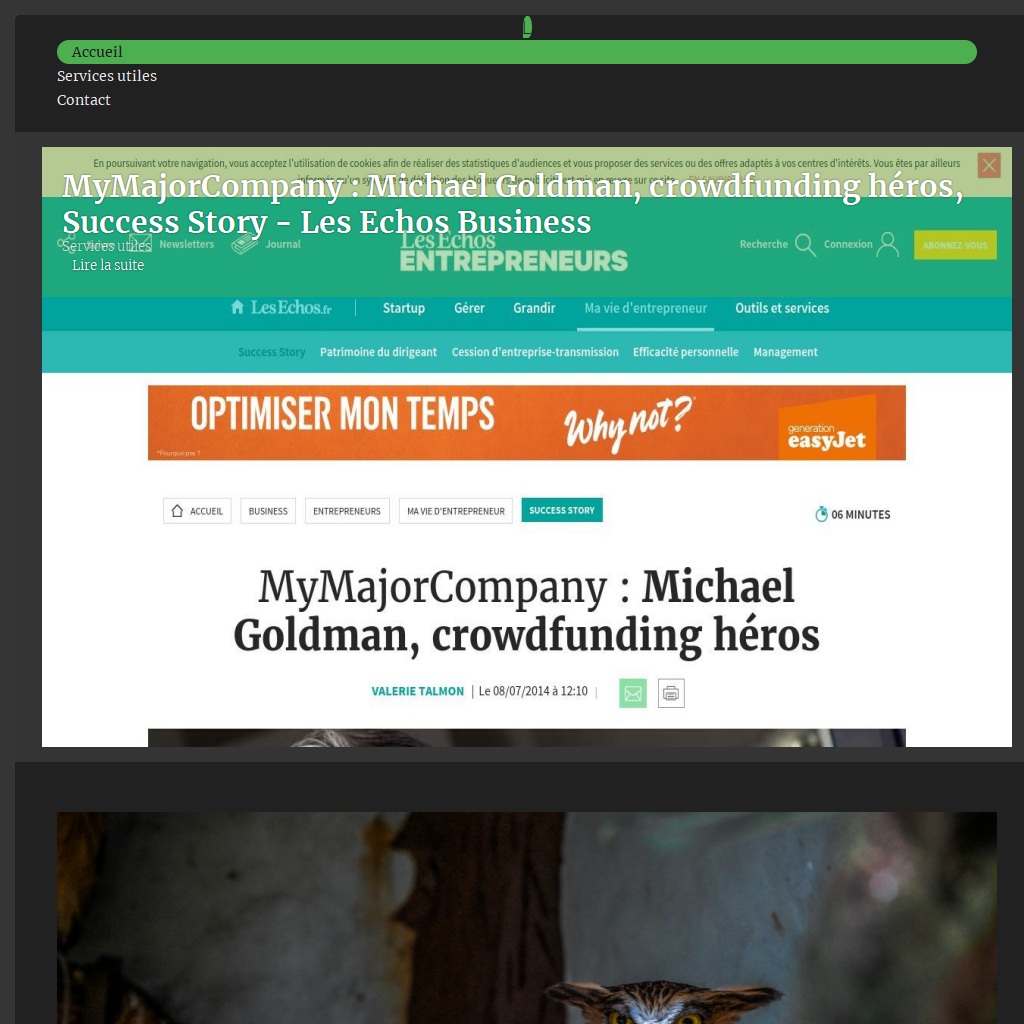 Accueil
Services utiles
Contact
En poursuivant votre navigation, vous acceptez l'utilisation de cookies afin de réaliser des statistiques d'audiences et vous proposer des services ou des offres adaptés à vos centres d'intérêts. Vous êtes par ailleurs
MyMajorCompany : Michael Goldman, crowdfunding héros,
Success Story - Les Echos Business
Services utiles
Newsletters
Journal
Les Echos
ENTREPRENEURS
Recherche
Connexion
ABONNEZ-VOUS
Lire la suite
Les Echos.fr
Startup
Gérer
Grandir
Ma vie d'entrepreneur
Outils et services
Success Story
Patrimoine du dirigeant
Cession d'entreprise-transmission
Efficacité personnelle
Management
OPTIMISER MON TEMPS
Why not?*
generation
easyJet
*Pourquoi pas ?
ACCUEIL
BUSINESS
ENTREPRENEURS
MA VIE D'ENTREPRENEUR
SUCCESS STORY
06 MINUTES
MyMajorCompany : Michael
Goldman, crowdfunding héros
VALERIE TALMON | Le 08/07/2014 à 12:10 |